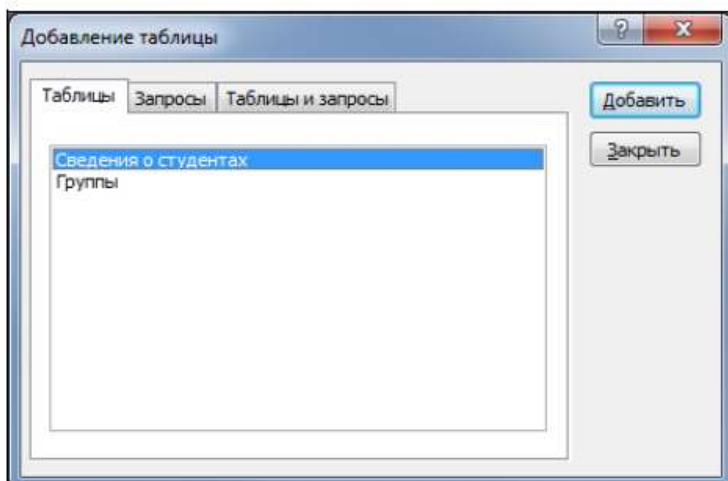 Добавление таблицы
Таблицы Запросы Таблицы и запросы
Добавить
Закрыть
Сведения о студентах
Группы